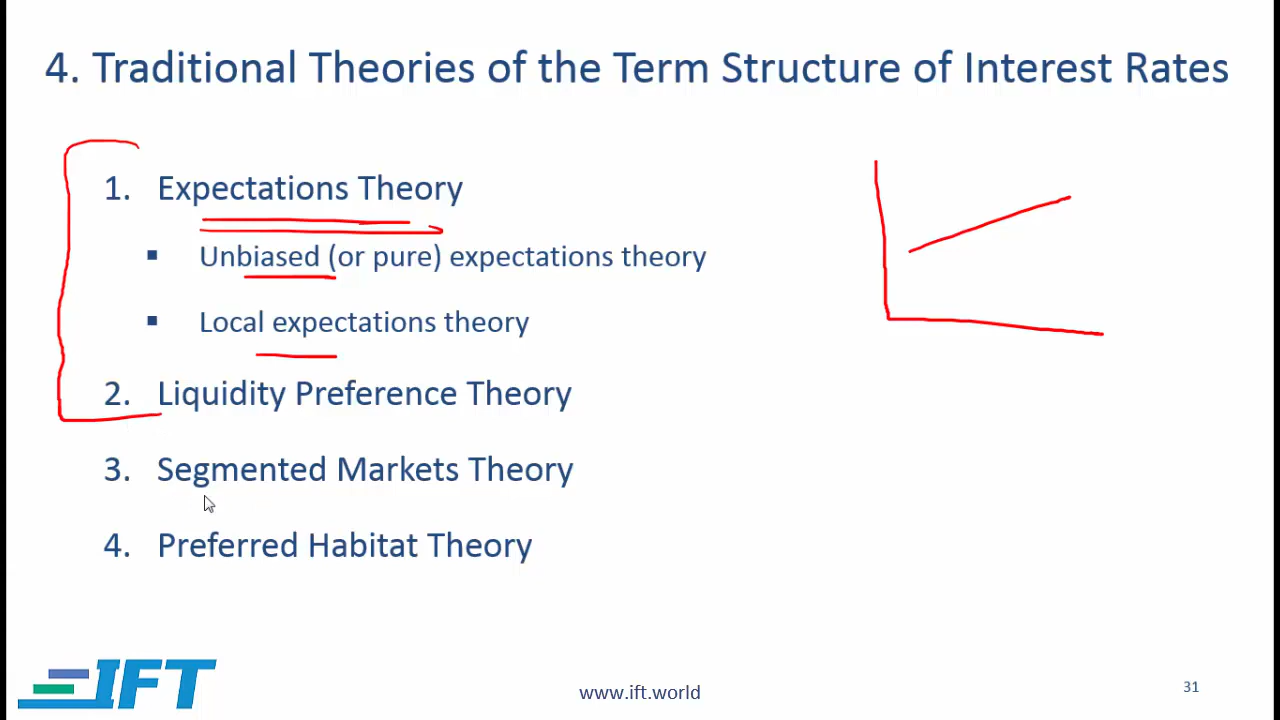 4. Traditional Theories of the Term Structure of Interest Rates
1. Expectations Theory
▪ Unbiased (or pure) expectations theory
▪ Local expectations theory
2. Liquidity Preference Theory
3. Segmented Markets Theory
4. Preferred Habitat Theory
IFT
www.ift.world
31